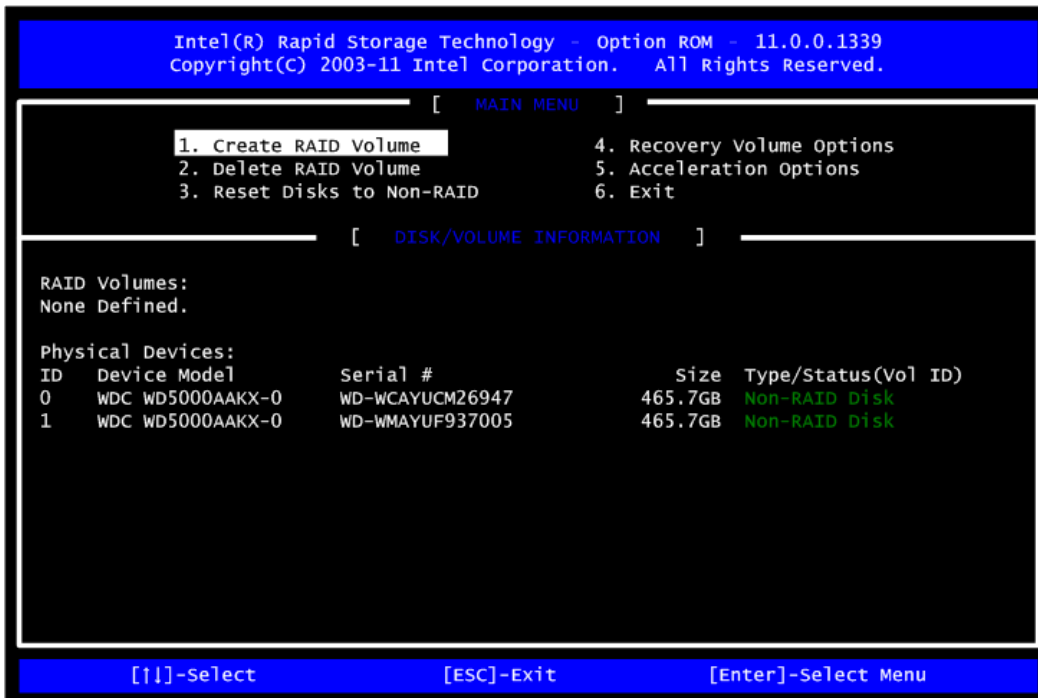 Intel(R) Rapid Storage Technology - Option ROM - 11.0.0.1339
Copyright(C) 2003-11 Intel Corporation. All Rights Reserved.
[ MAIN MENU ]
1. Create RAID Volume 4. Recovery Volume Options
2. Delete RAID Volume 5. Acceleration Options
3. Reset Disks to Non-RAID 6. Exit
[ DISK/VOLUME INFORMATION ]
RAID Volumes:
None Defined.
Physical Devices:
ID Device Model Serial # Size Type/Status(Vol ID)
0 WDC WD5000AAKX-0 WD-WCAYUCM26947 465.7GB Non-RAID Disk
1 WDC WD5000AAKX-0 WD-WMAYUF937005 465.7GB Non-RAID Disk
[↑↓]-Select [ESC]-Exit [Enter]-Select Menu